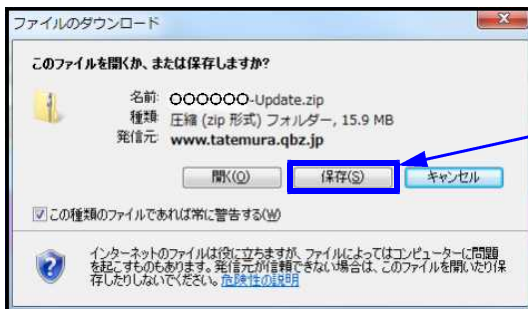 ファイルのダウンロード
このファイルを開くか、または保存しますか?
名前: ○○○○○○-Update.zip
種類: 圧縮 (zip 形式) フォルダー, 15.9 MB
発信元: www.tatemura.qbz.jp
開く(O)
保存(S)
キャンセル
この種類のファイルであれば常に警告する(W)
インターネットのファイルは役に立ちますが、ファイルによってはコンピューターに問題
を起こすものもあります。発信元が信頼できない場合は、このファイルを開いたり保
存したりしないでください。危険性の説明